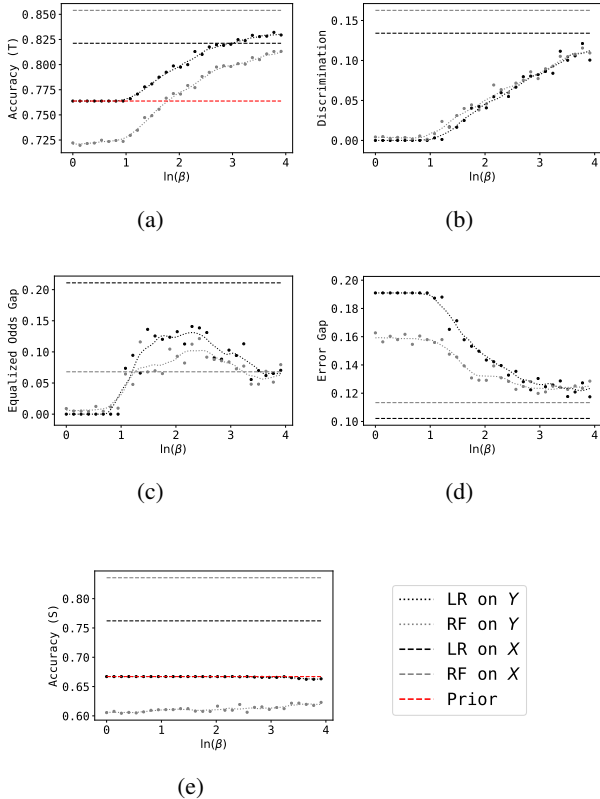 0.850
0.825
0.800
0.775
0.750
0.725
Accuracy (T)
0 1 2 3 4
ln(β)
(a)
0.15
0.10
0.05
0.00
Discrimination
0 1 2 3 4
ln(β)
(b)
0.20
0.15
0.10
0.05
0.00
Equalized Odds Gap
0 1 2 3 4
ln(β)
(c)
0.20
0.18
0.16
0.14
0.12
0.10
Error Gap
0 1 2 3 4
ln(β)
(d)
0.80
0.75
0.70
0.65
0.60
Accuracy (S)
0 1 2 3 4
ln(β)
(e)
LR on Y
RF on Y
LR on X
RF on X
Prior